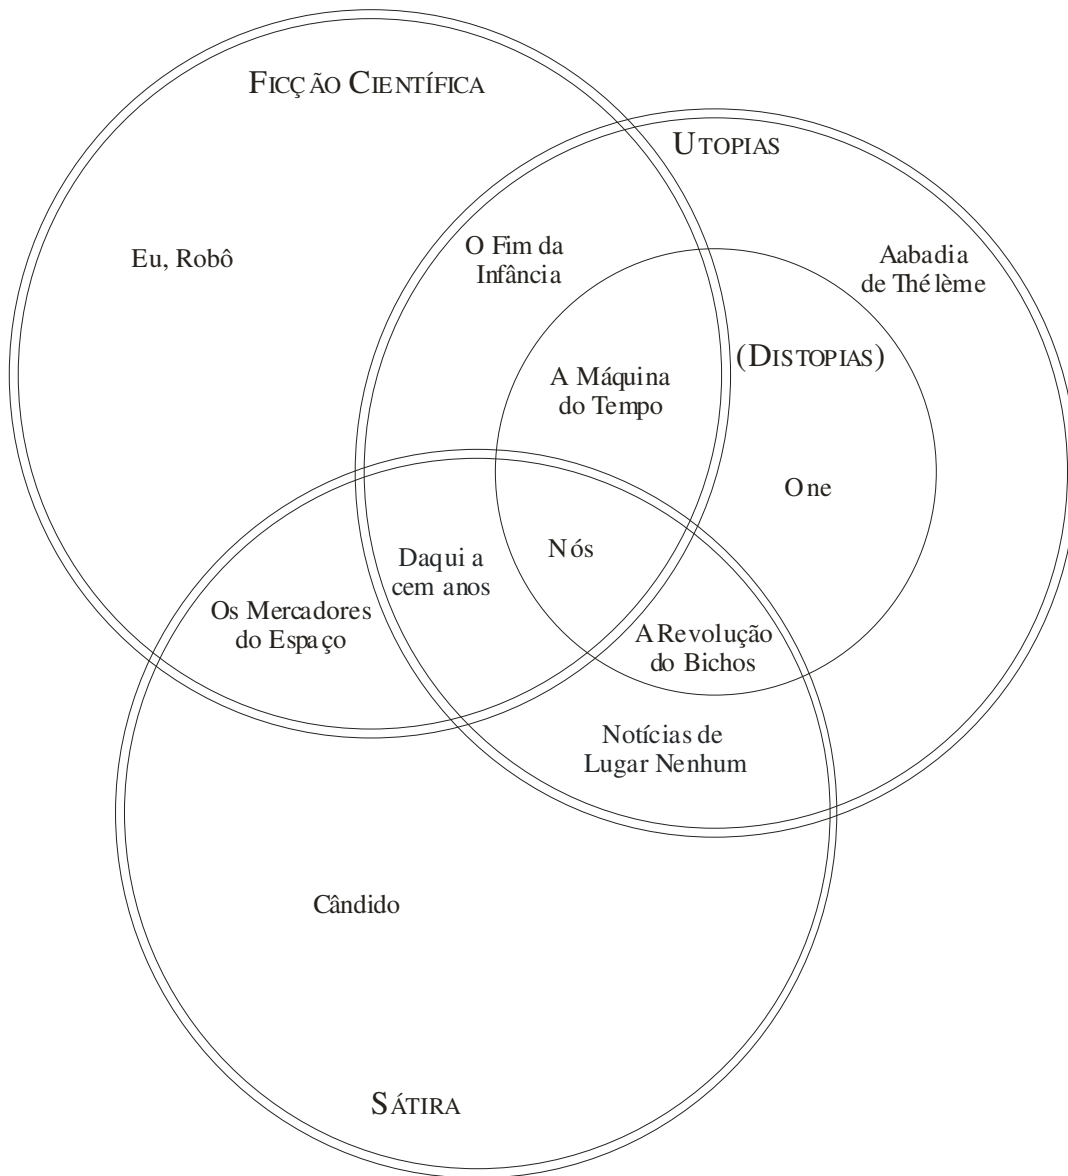 FICÇÃO CIENTÍFICA
UTOPIAS
Eu, Robô
O Fim da
Infância
Aabadia
de Thélème
(DISTOPIAS)
A Máquina
do Tempo
One
Nós
Daqui a
cem anos
Os Mercadores
do Espaço
A Revolução
do Bichos
Notícias de
Lugar Nenhum
Cândido
SÁTIRA